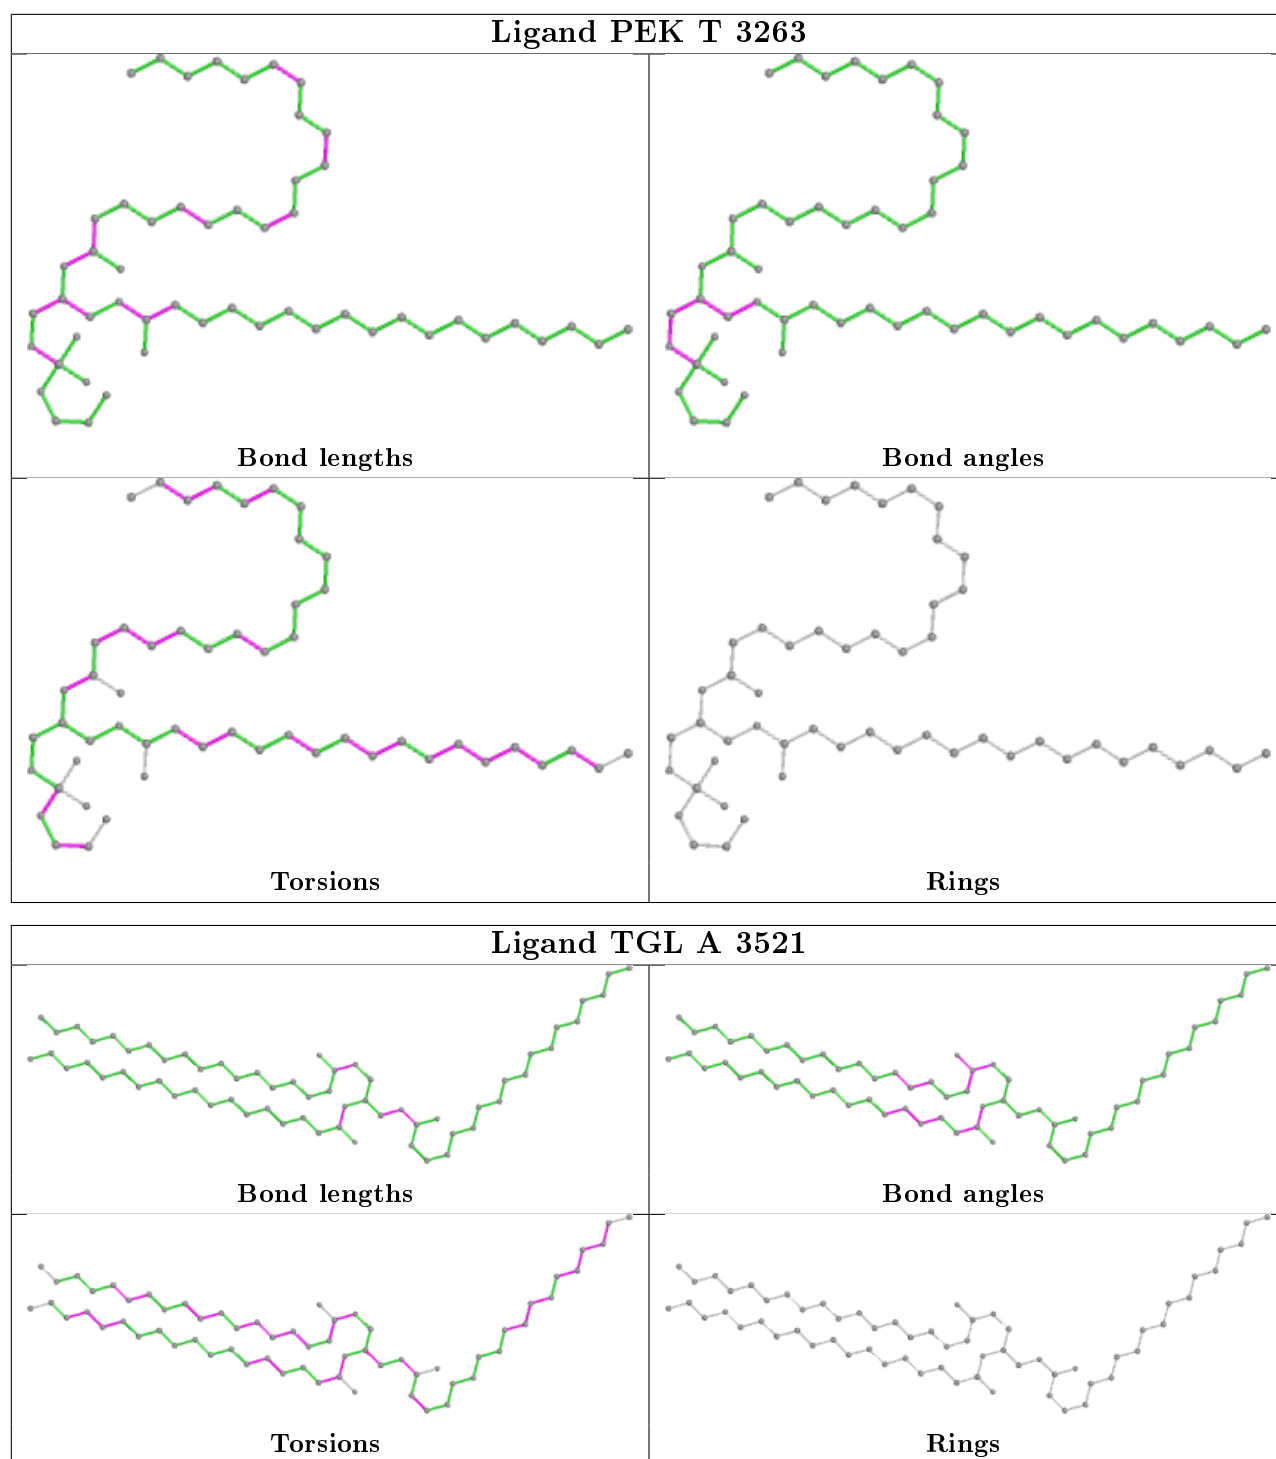 Ligand PEK T 3263
Bond lengths
Bond angles
Torsions
Rings
Ligand TGL A 3521
Bond lengths
Bond angles
Torsions
Rings